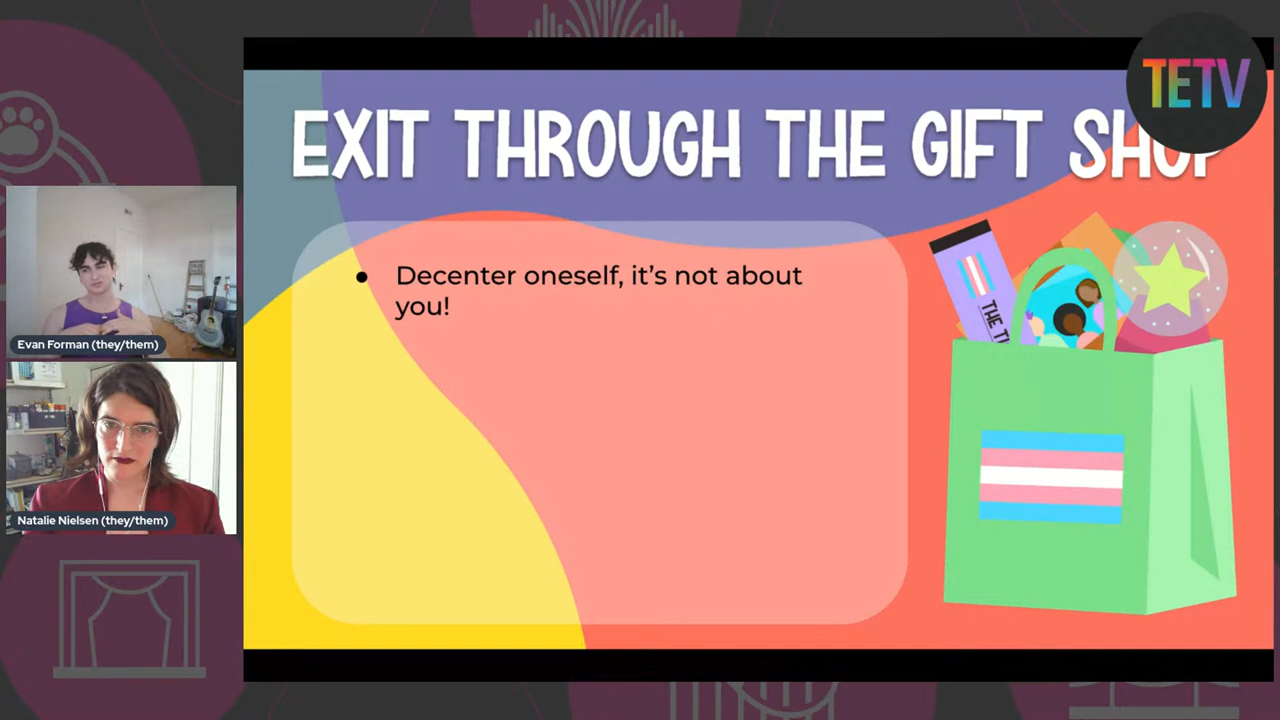 TETV
EXIT THROUGH THE GIFT SHOP
• Decenter oneself, it's not about
you!
THE
Evan Forman (they/them)
Natalie Nielsen (they/them)